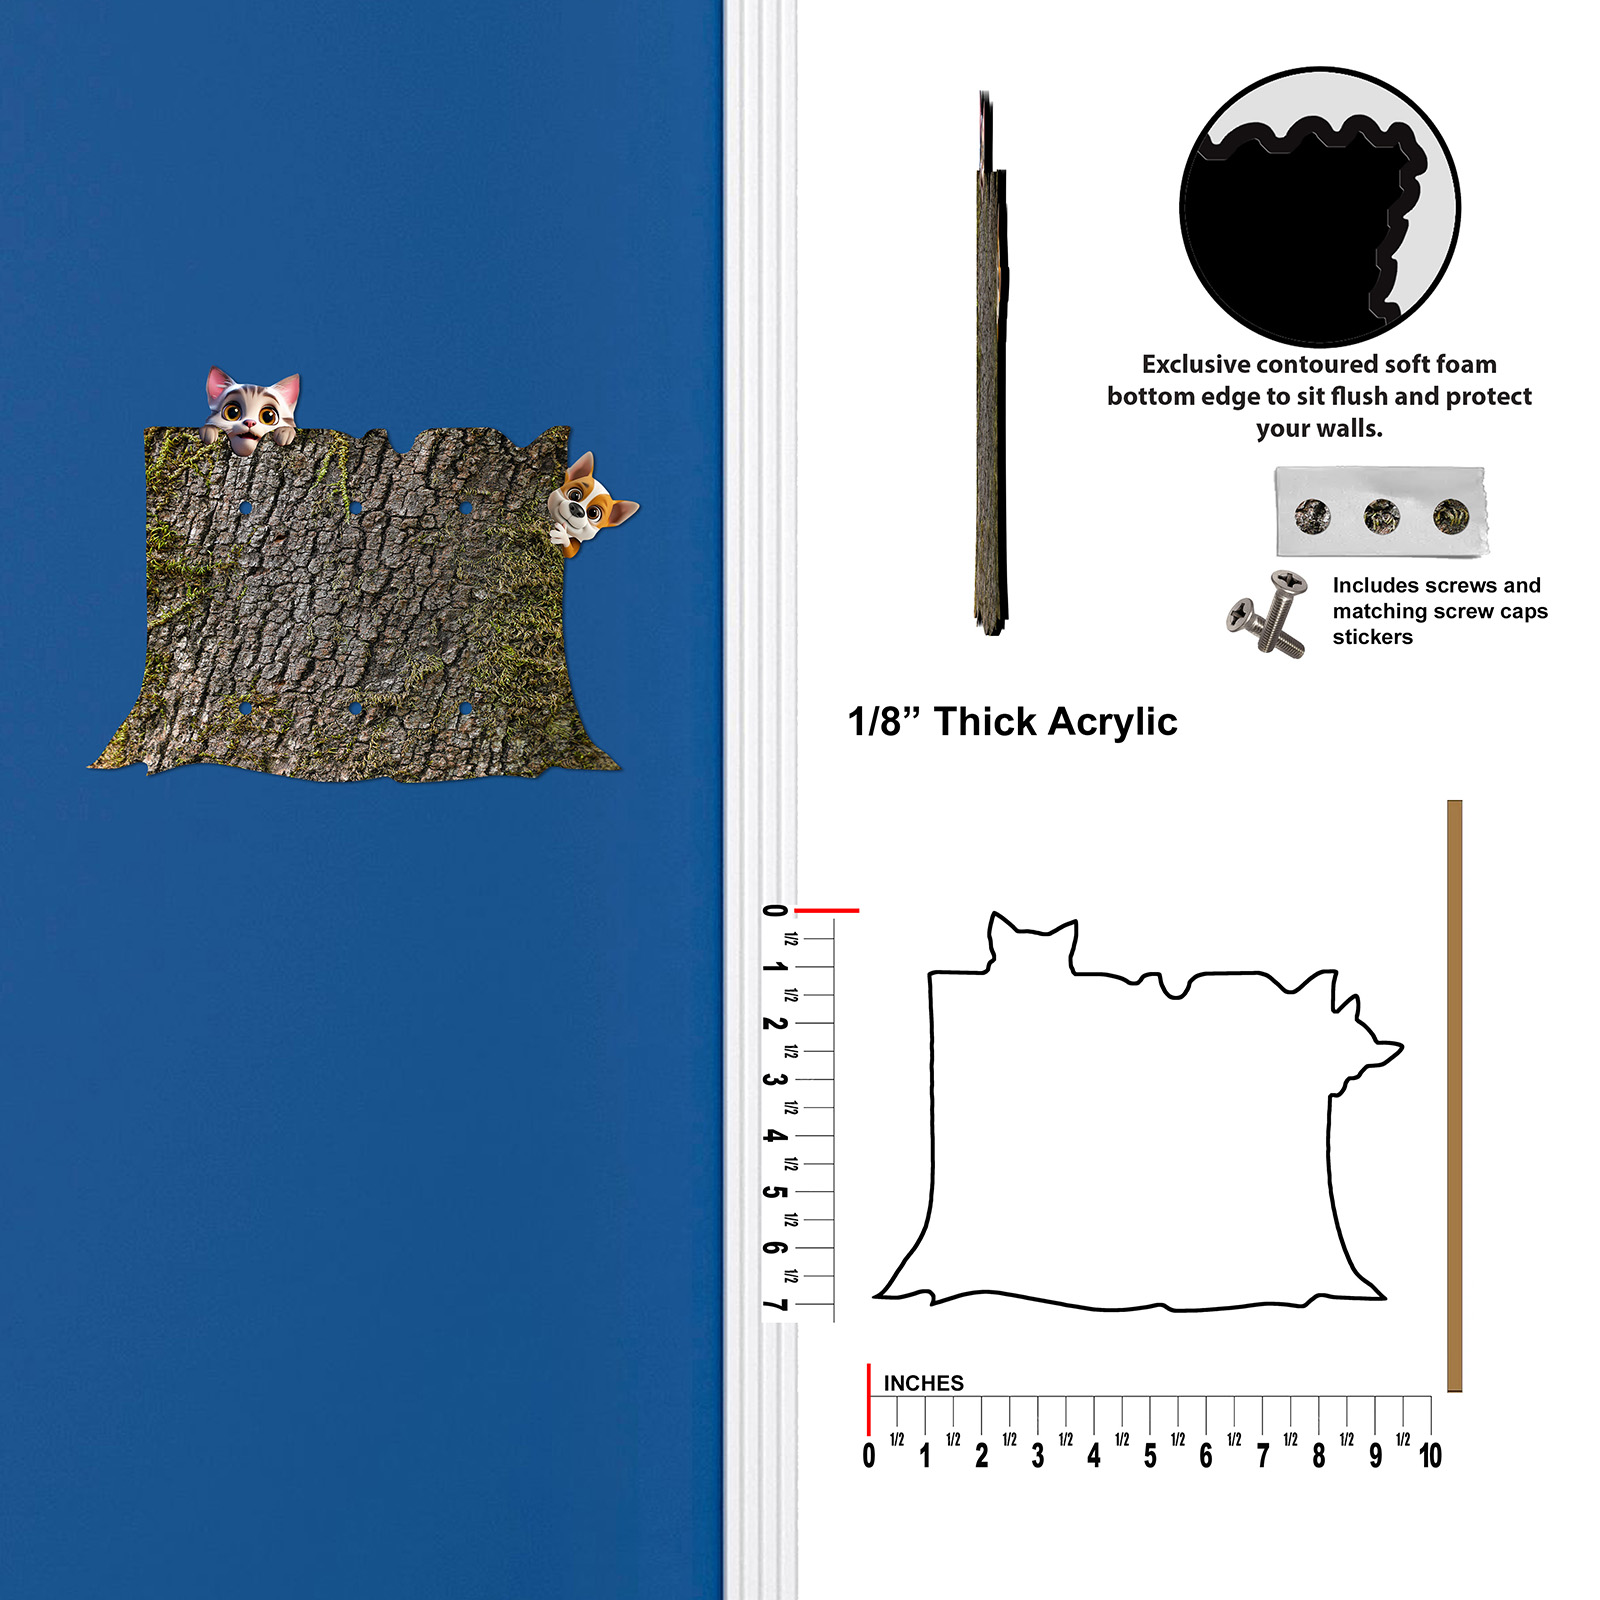 Exclusive contoured soft foam
bottom edge to sit flush and protect
your walls.
Includes screws and
matching screw caps
stickers
1/8” Thick Acrylic
0
1/2
1
1/2
2
1/2
3
1/2
4
1/2
5
1/2
6
1/2
7
INCHES
0 1/2 1 1/2 2 1/2 3 1/2 4 1/2 5 1/2 6 1/2 7 1/2 8 1/2 9 1/2 10